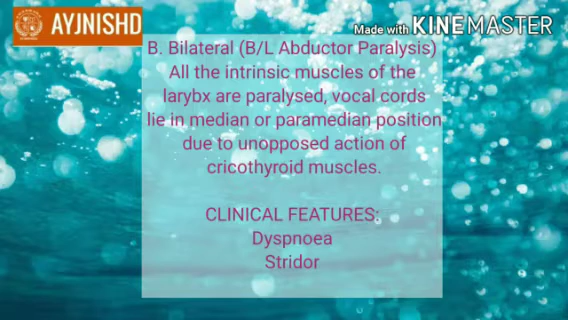 AYJNISHD
Made with KINEMASTER
B. Bilateral (B/L Abductor Paralysis)
All the intrinsic muscles of the
larybx are paralysed, vocal cords
lie in median or paramedian position
due to unopposed action of
cricothyroid muscles.
CLINICAL FEATURES:
Dyspnoea
Stridor